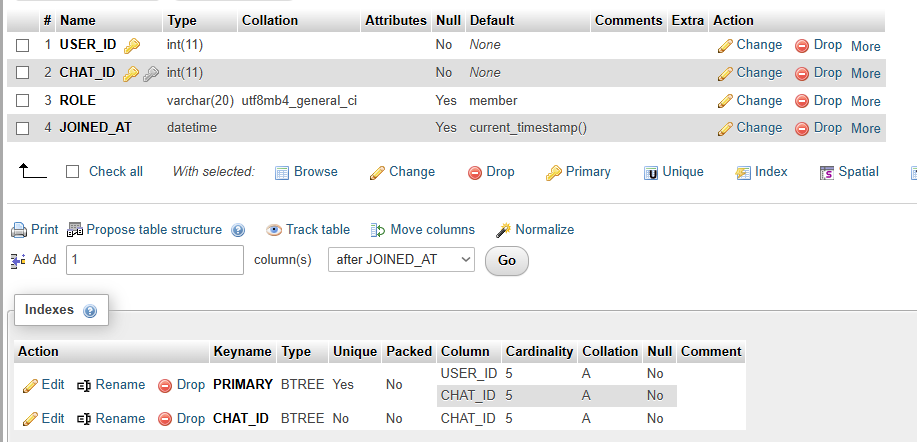 # Name Type Collation Attributes Null Default Comments Extra Action
1 USER_ID int(11) No None Change Drop More
2 CHAT_ID int(11) No None Change Drop More
3 ROLE varchar(20) utf8mb4_general_ci Yes member Change Drop More
4 JOINED_AT datetime Yes current_timestamp() Change Drop More
Check all With selected: Browse Change Drop Primary U Unique Index S Spatial
Print Propose table structure Track table Move columns Normalize
Add 1 column(s) after JOINED_AT Go
Indexes
Action Keyname Type Unique Packed Column Cardinality Collation Null Comment
Edit Rename Drop PRIMARY BTREE Yes No USER_ID 5 A No
CHAT_ID 5 A No
Edit Rename Drop CHAT_ID BTREE No No CHAT_ID 5 A No